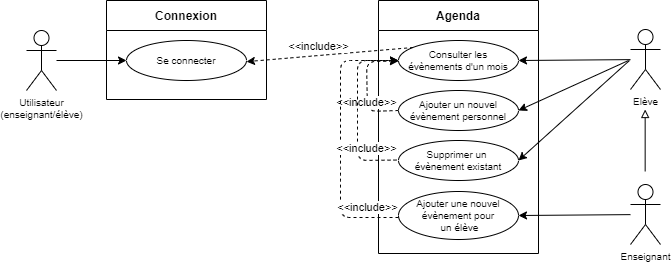 Connexion
Agenda
<<include>>
Se connecter
Consulter les
évènements d'un mois
Utilisateur
(enseignant/élève)
Elève
<<include>>
Ajouter un nouvel
évènement personnel
<<include>>
Supprimer un
évènement existant
<<include>>
Ajouter une nouvel
évènement pour
un élève
Enseignant